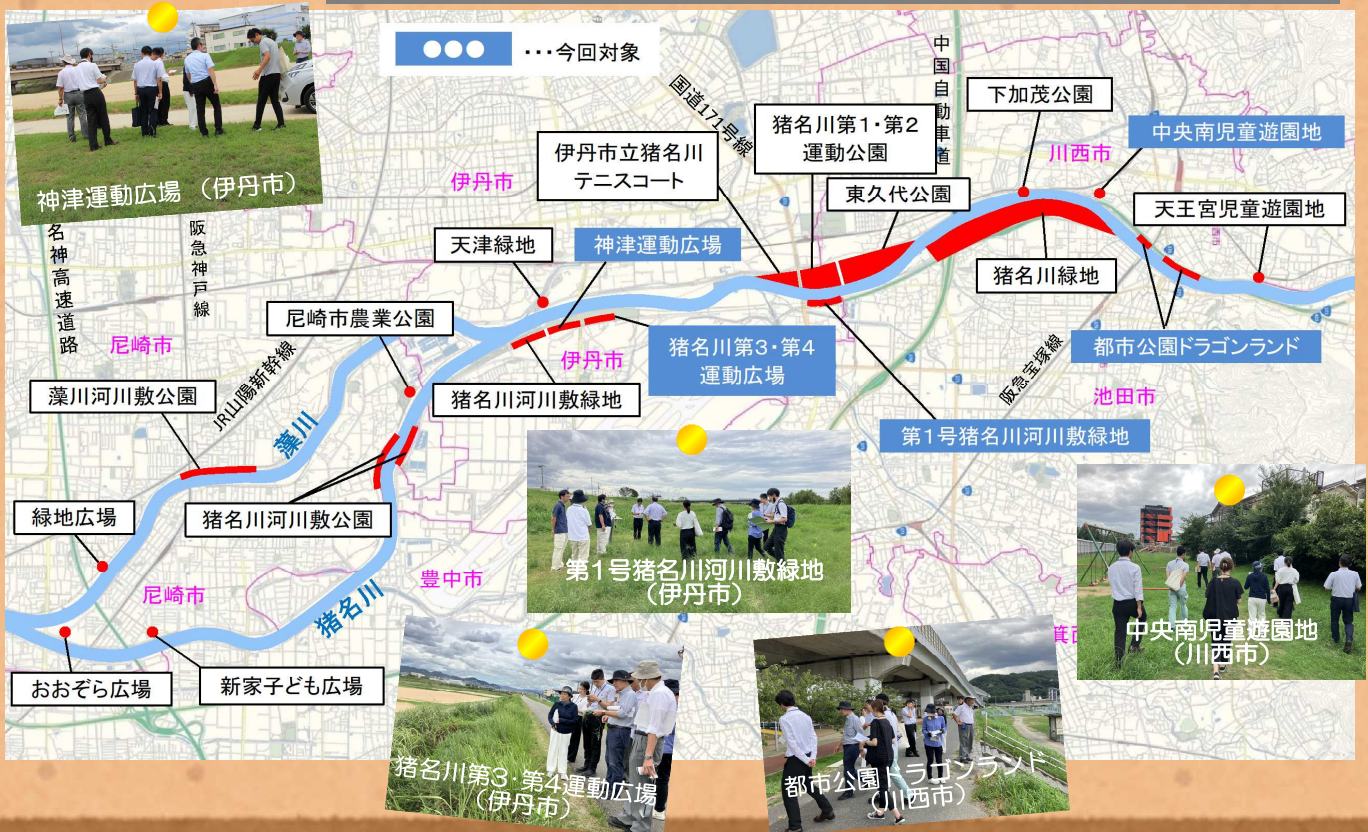 ●●●
…今回対象
神津運動広場 (伊丹市)
名神高速道路
阪急神戸線
国道171号線
中国自動車道
下加茂公園
中央南児童遊園地
猪名川第1・第2
運動公園
伊丹市立猪名川
テニスコート
川西市
伊丹市
東久代公園
天王宮児童遊園地
天津緑地
神津運動広場
猪名川緑地
尼崎市農業公園
尼崎市
伊丹市
猪名川第3・第4
運動広場
都市公園ドラゴンランド
阪急宝塚線
池田市
JR山陽新幹線
藻川河川敷公園
猪名川河川敷緑地
藻川
第1号猪名川河川敷緑地
緑地広場
猪名川河川敷公園
第1号猪名川河川敷緑地
(伊丹市)
豊中市
尼崎市
猪名川
中央南児童遊園地
(川西市)
おおぞら広場
新家子ども広場
猪名川第3・第4運動広場
(伊丹市)
都市公園ドラゴンランド
(川西市)